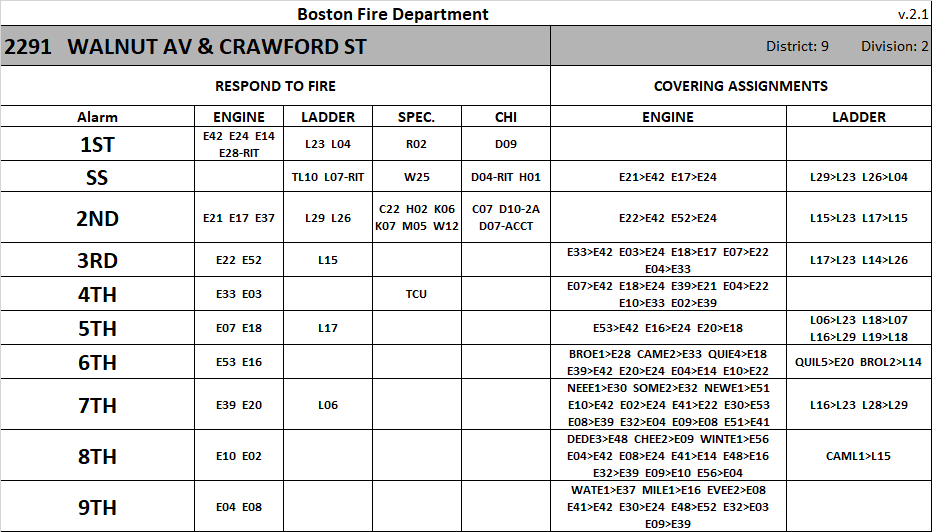 Boston Fire Department v.2.1
2291 WALNUT AV & CRAWFORD ST District: 9 Division: 2
RESPOND TO FIRE COVERING ASSIGNMENTS
Alarm ENGINE LADDER SPEC. CHI ENGINE LADDER
1ST E42 E24 E14 L23 L04 R02 D09
E28-RIT
SS TL10 L07-RIT W25 D04-RIT H01 E21>E42 E17>E24 L29>L23 L26>L04
2ND E21 E17 E37 L29 L26 C22 H02 K06 C07 D10-2A E22>E42 E52>E24 L15>L23 L17>L15
K07 M05 W12 D07-ACCT
3RD E22 E52 L15 E33>E42 E03>E24 E18>E17 E07>E22 L17>L23 L14>L26
E04>E33
4TH E33 E03 TCU E07>E42 E18>E24 E39>E21 E04>E22
E10>E33 E02>E39
5TH E07 E18 L17 E53>E42 E16>E24 E20>E18 L06>L23 L18>L07
L16>L29 L19>L18
6TH E53 E16 BROE1>E28 CAME2>E33 QUIE4>E18 QUIL5>E20 BROL2>L14
E39>E42 E20>E24 E04>E14 E10>E22
7TH E39 E20 L06 NEEE1>E30 SOME2>E32 NEWE1>E51 L16>L23 L28>L29
E10>E42 E02>E24 E41>E22 E30>E53
E08>E39 E32>E04 E09>E08 E51>E41
8TH E10 E02 DEDE3>E48 CHEE2>E09 WINTE1>E56 CAML1>L15
E04>E42 E08>E24 E41>E14 E48>E16
E32>E39 E09>E10 E56>E04
9TH E04 E08 WATE1>E37 MILE1>E16 EVEE2>E08
E41>E42 E30>E24 E48>E52 E32>E03
E09>E39